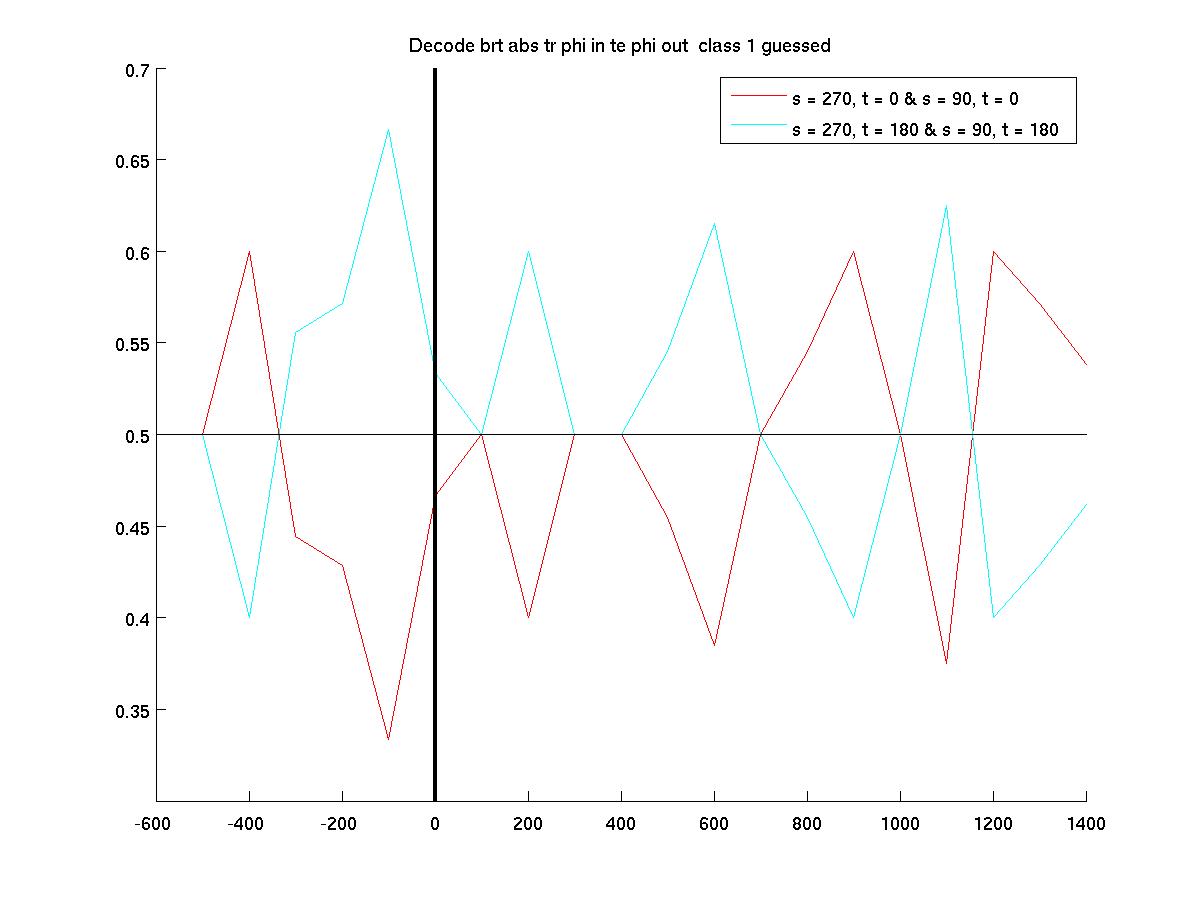 Decode brt abs tr phi in te phi out  class 1 guessed
s = 270, t = 0 & s = 90, t = 0
s = 270, t = 180 & s = 90, t = 180
0.7
0.65
0.6
0.55
0.5
0.45
0.4
0.35
-600 -400 -200 0 200 400 600 800 1000 1200 1400